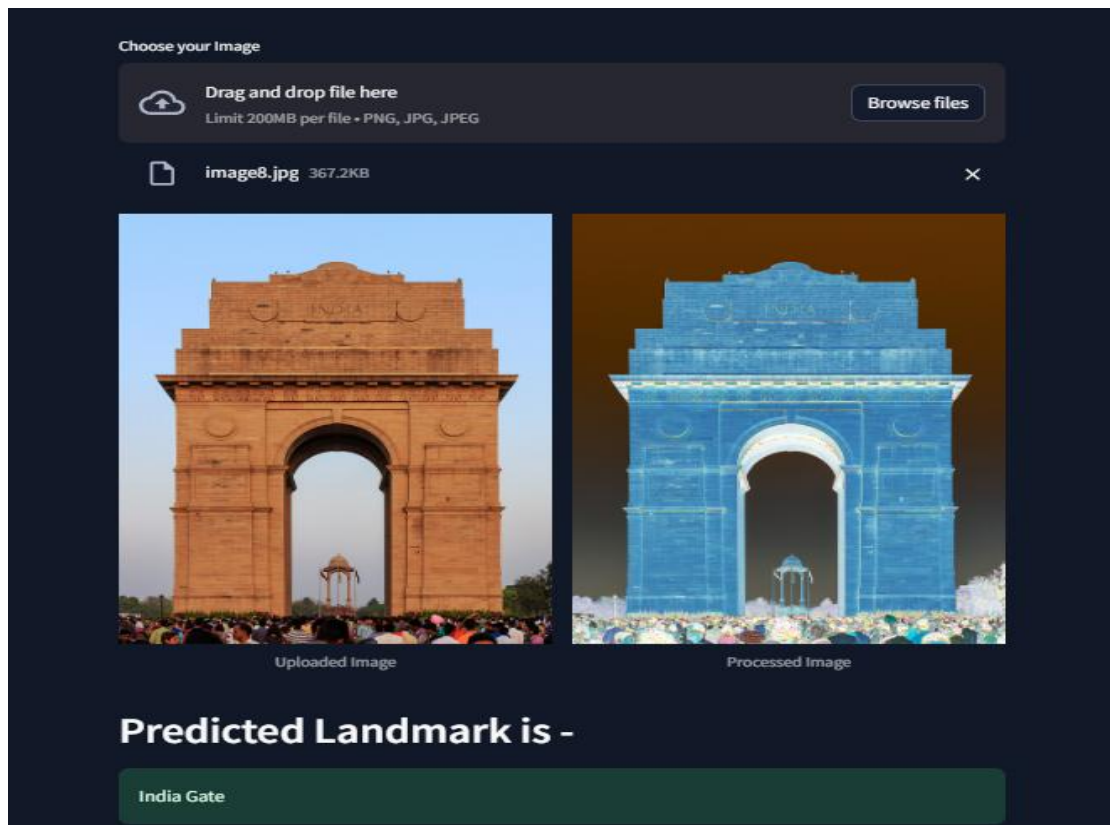 Choose your Image
Drag and drop file here
Limit 200MB per file • PNG, JPG, JPEG
Browse files
image8.jpg 367.2KB
INDIA
INDIA
Uploaded Image
Processed Image
Predicted Landmark is -
India Gate